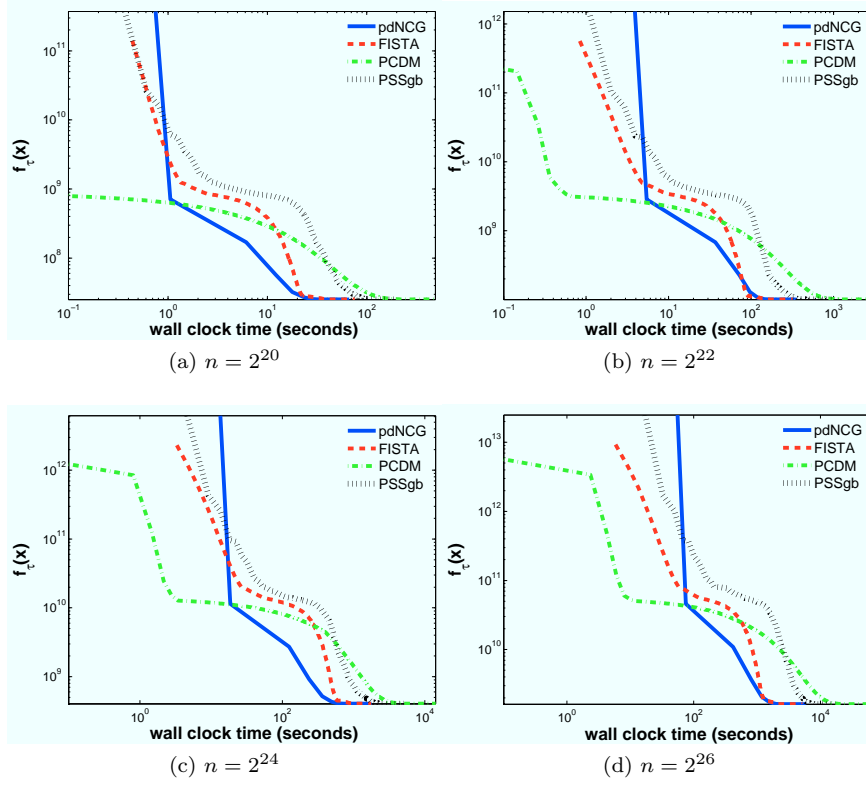 pdNCG
FISTA
PCDM
PSSgb
10^11
10^10
10^9
10^8
f_τ(x)
10^−1 10^0 10^1 10^2
wall clock time (seconds)
(a) n = 2^20
pdNCG
FISTA
PCDM
PSSgb
10^12
10^11
10^10
10^9
f_τ(x)
10^−1 10^0 10^1 10^2 10^3
wall clock time (seconds)
(b) n = 2^22
pdNCG
FISTA
PCDM
PSSgb
10^12
10^11
10^10
10^9
f_τ(x)
10^0 10^2 10^4
wall clock time (seconds)
(c) n = 2^24
pdNCG
FISTA
PCDM
PSSgb
10^13
10^12
10^11
10^10
f_τ(x)
10^0 10^2 10^4
wall clock time (seconds)
(d) n = 2^26